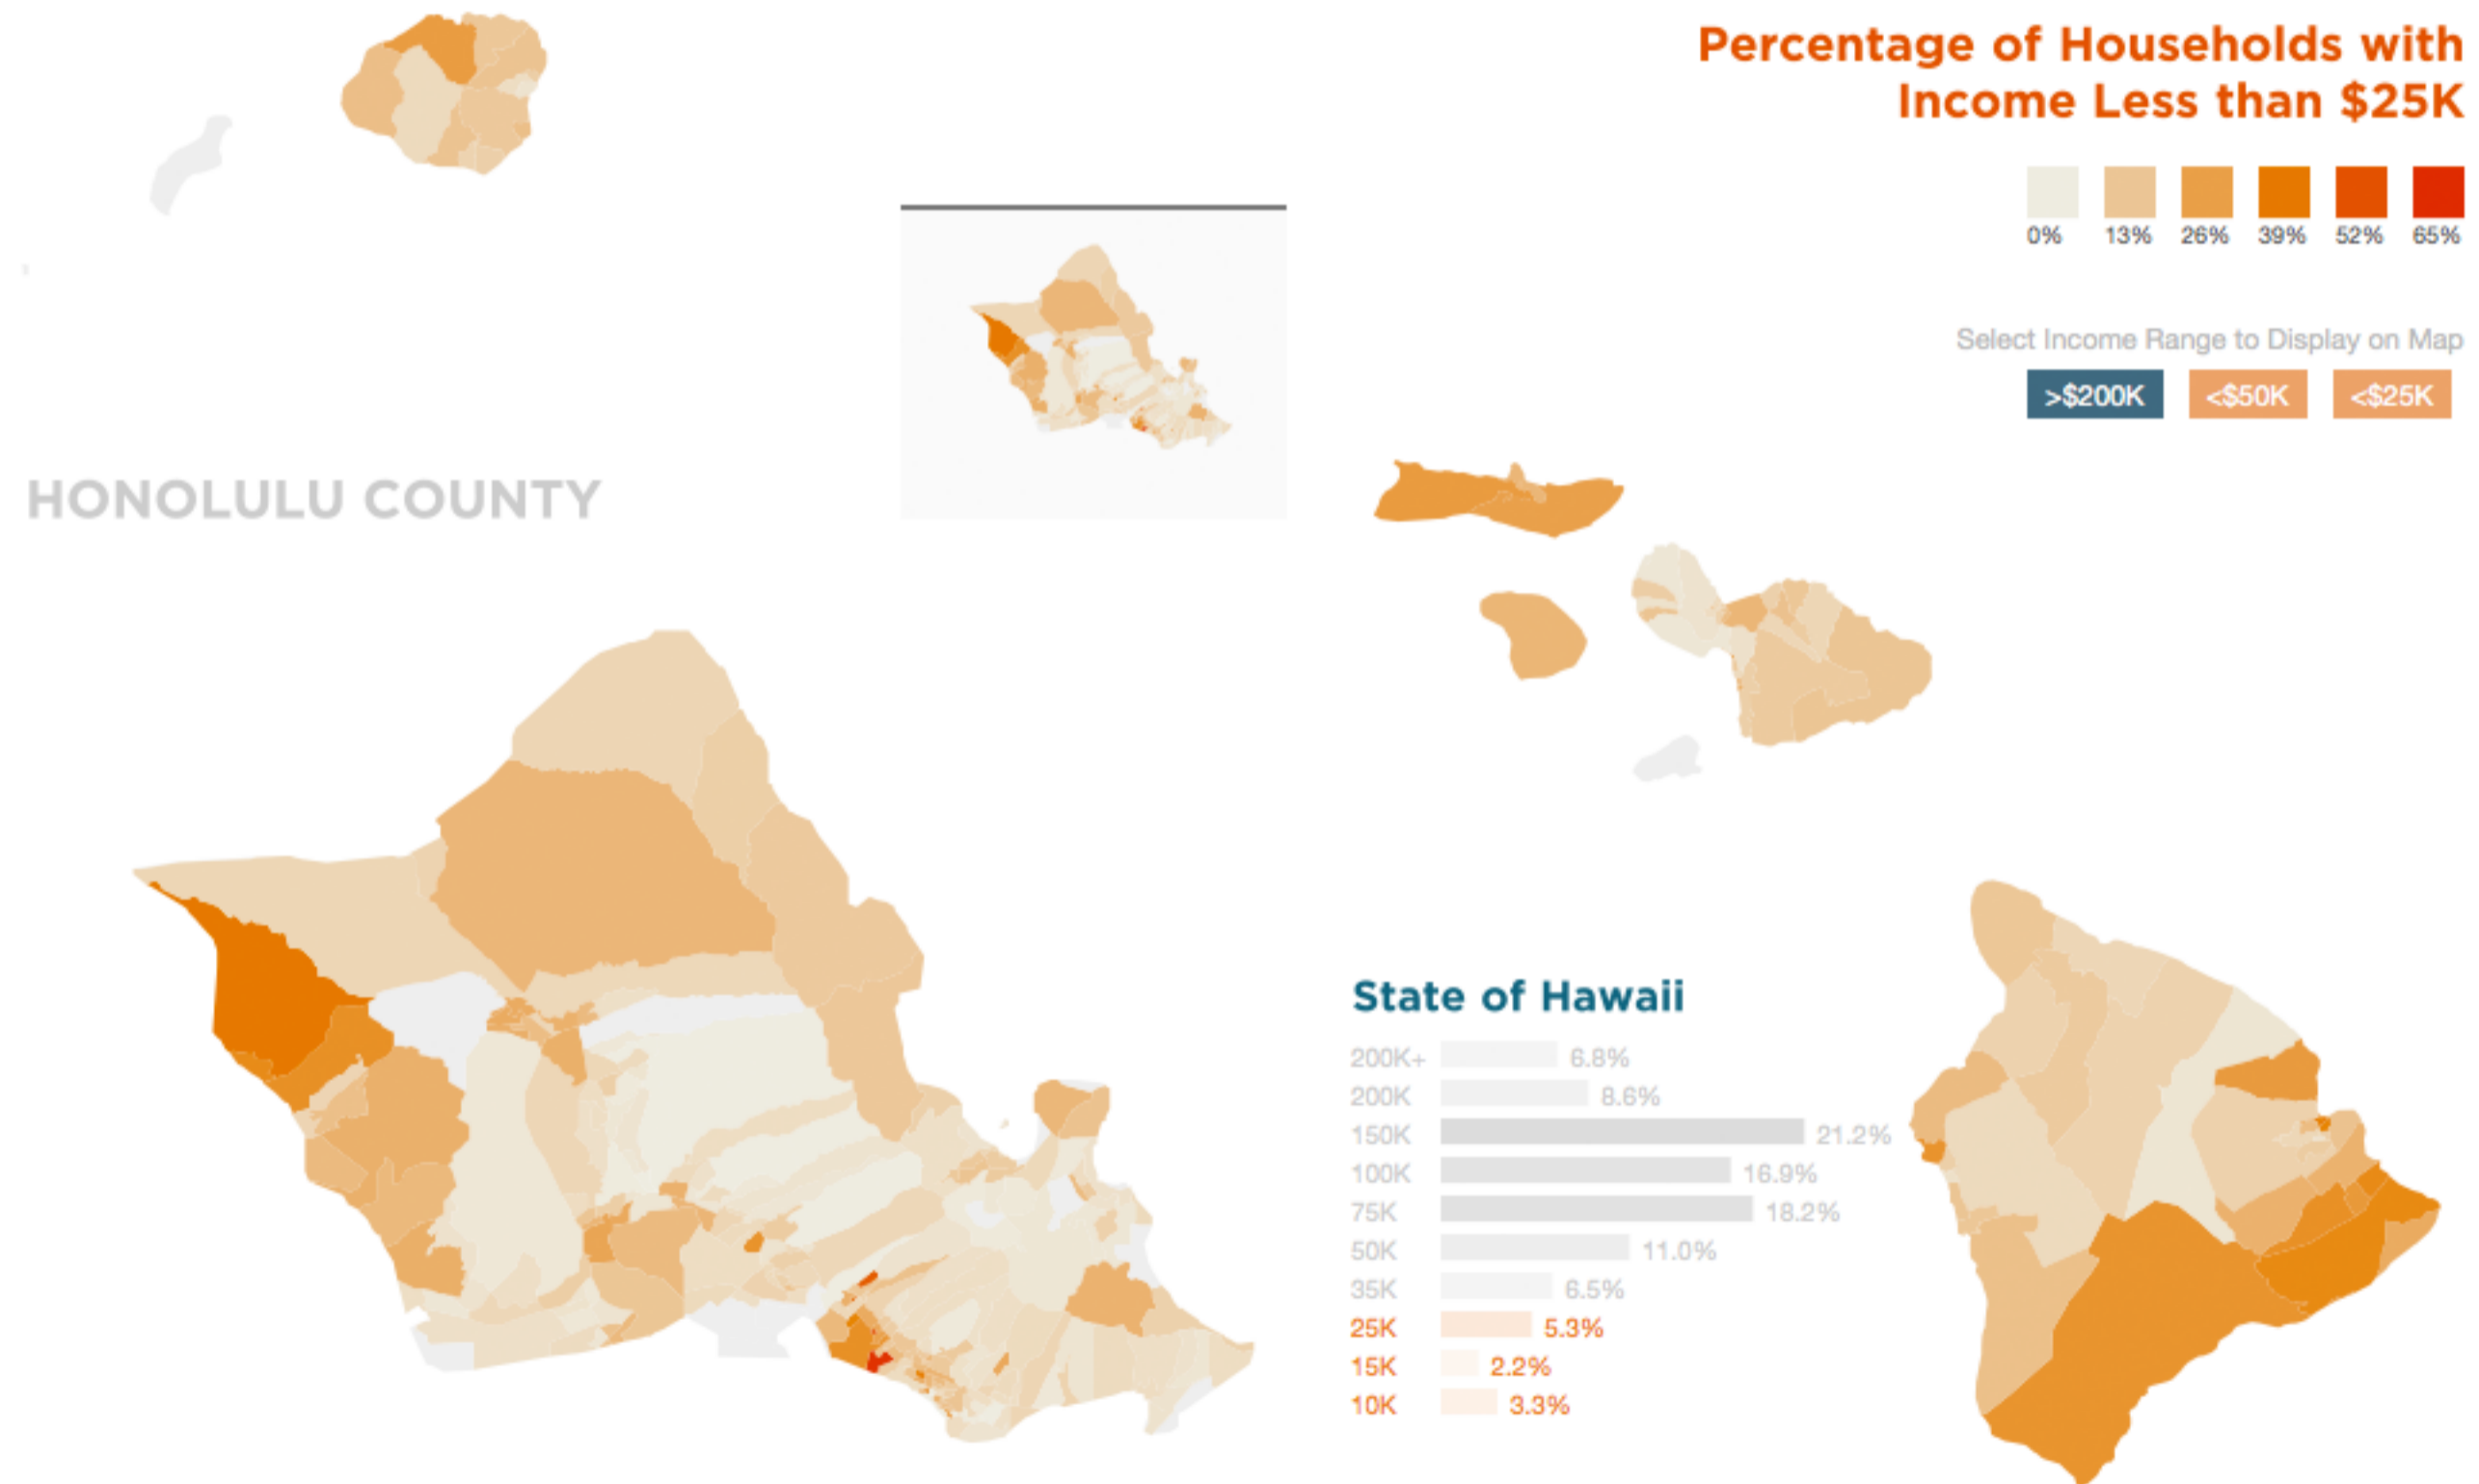 Percentage of Households with
Income Less than $25K
0% 13% 26% 39% 52% 65%
Select Income Range to Display on Map
>$200K <$50K <$25K
HONOLULU COUNTY
State of Hawaii
200K+ 6.8%
200K 8.6%
150K 21.2%
100K 16.9%
75K 18.2%
50K 11.0%
35K 6.5%
25K 5.3%
15K 2.2%
10K 3.3%